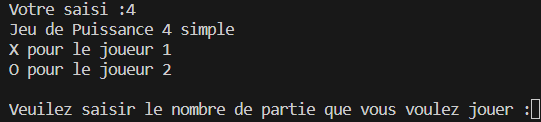 Votre saisi :4
Jeu de Puissance 4 simple
X pour le joueur 1
O pour le joueur 2
Veuilez saisir le nombre de partie que vous voulez jouer :